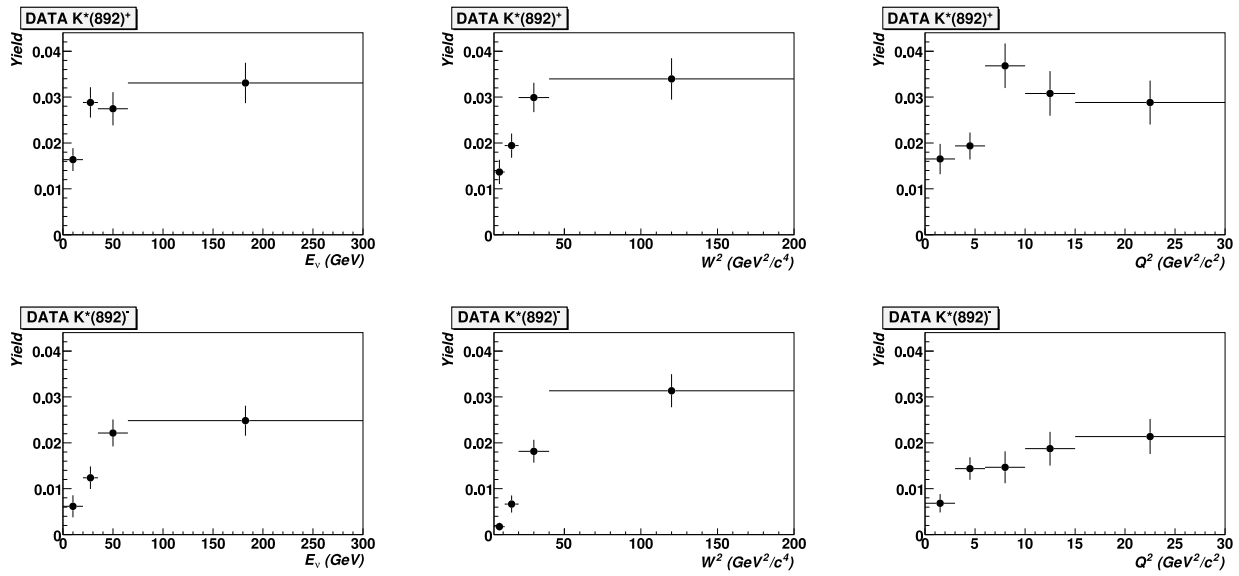 DATA K*(892)⁺
Yield
0.04
0.03
0.02
0.01
0
0 50 100 150 200 250 300
E_ν (GeV)
DATA K*(892)⁺
Yield
0.04
0.03
0.02
0.01
0
50 100 150 200
W² (GeV²/c⁴)
DATA K*(892)⁺
Yield
0.04
0.03
0.02
0.01
0
0 5 10 15 20 25 30
Q² (GeV²/c²)
DATA K*(892)⁻
Yield
0.04
0.03
0.02
0.01
0
0 50 100 150 200 250 300
E_ν (GeV)
DATA K*(892)⁻
Yield
0.04
0.03
0.02
0.01
0
50 100 150 200
W² (GeV²/c⁴)
DATA K*(892)⁻
Yield
0.04
0.03
0.02
0.01
0
0 5 10 15 20 25 30
Q² (GeV²/c²)